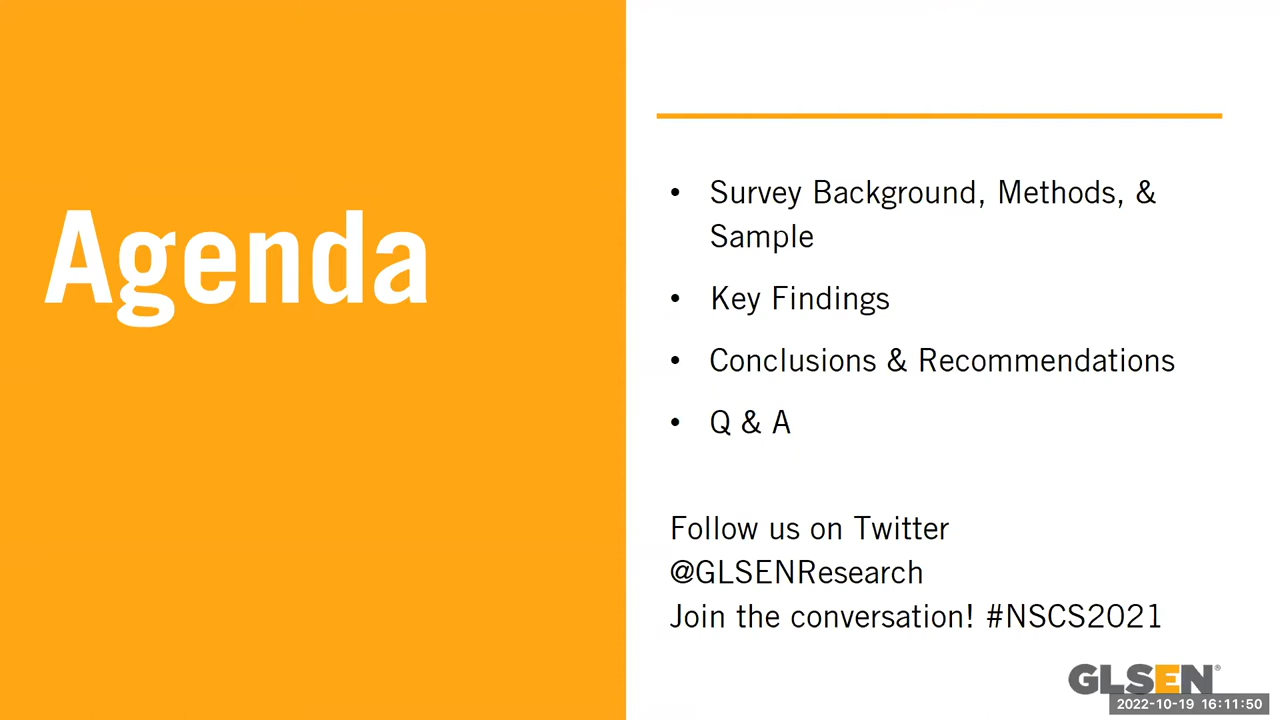 Agenda
• Survey Background, Methods, &
Sample
• Key Findings
• Conclusions & Recommendations
• Q & A
Follow us on Twitter
@GLSENResearch
Join the conversation! #NSCS2021
GLSEN®
2022-10-19 16:11:50